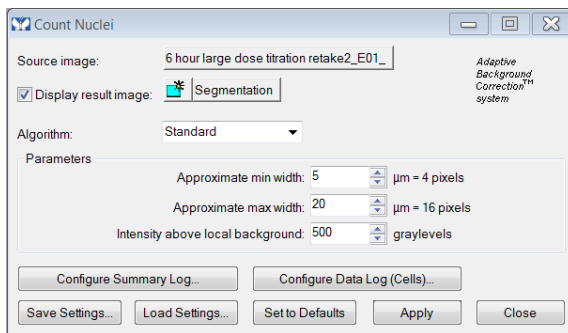 Count Nuclei
Source image: 6 hour large dose titration retake2_E01_
Adaptive
Background
Correction™
system
Display result image: Segmentation
Algorithm: Standard
Parameters
Approximate min width: 5 µm = 4 pixels
Approximate max width: 20 µm = 16 pixels
Intensity above local background: 500 graylevels
Configure Summary Log... Configure Data Log (Cells)...
Save Settings... Load Settings... Set to Defaults Apply Close